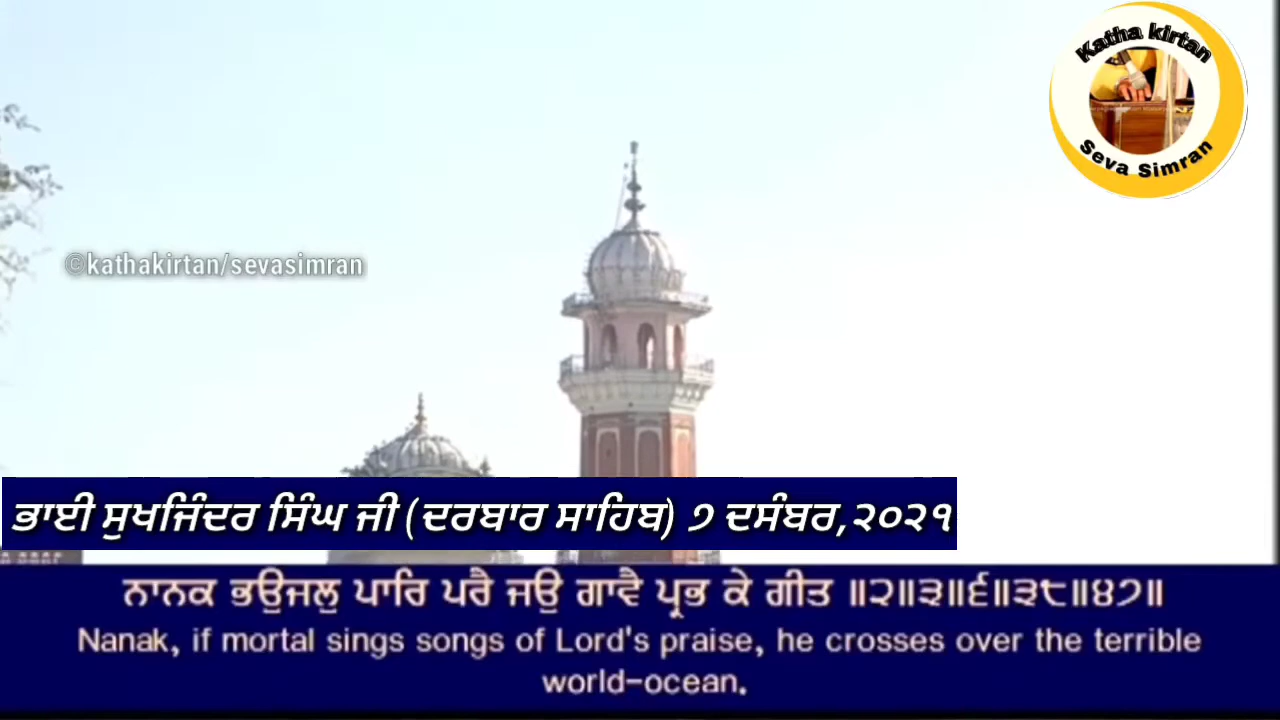 Katha kirtan
Seva Simran
©kathakirtan/sevasimran
ਭਾਈ ਸੁਖਜਿੰਦਰ ਸਿੰਘ ਜੀ (ਦਰਬਾਰ ਸਾਹਿਬ) ੭ ਦਸੰਬਰ,੨੦੨੧
ਨਾਨਕ ਭਉਜਲੁ ਪਾਰਿ ਪਰੈ ਜਉ ਗਾਵੈ ਪ੍ਰਭ ਕੇ ਗੀਤ ॥੨॥੩॥੬॥੩੮॥੪੭॥
Nanak, if mortal sings songs of Lord's praise, he crosses over the terrible
world-ocean.